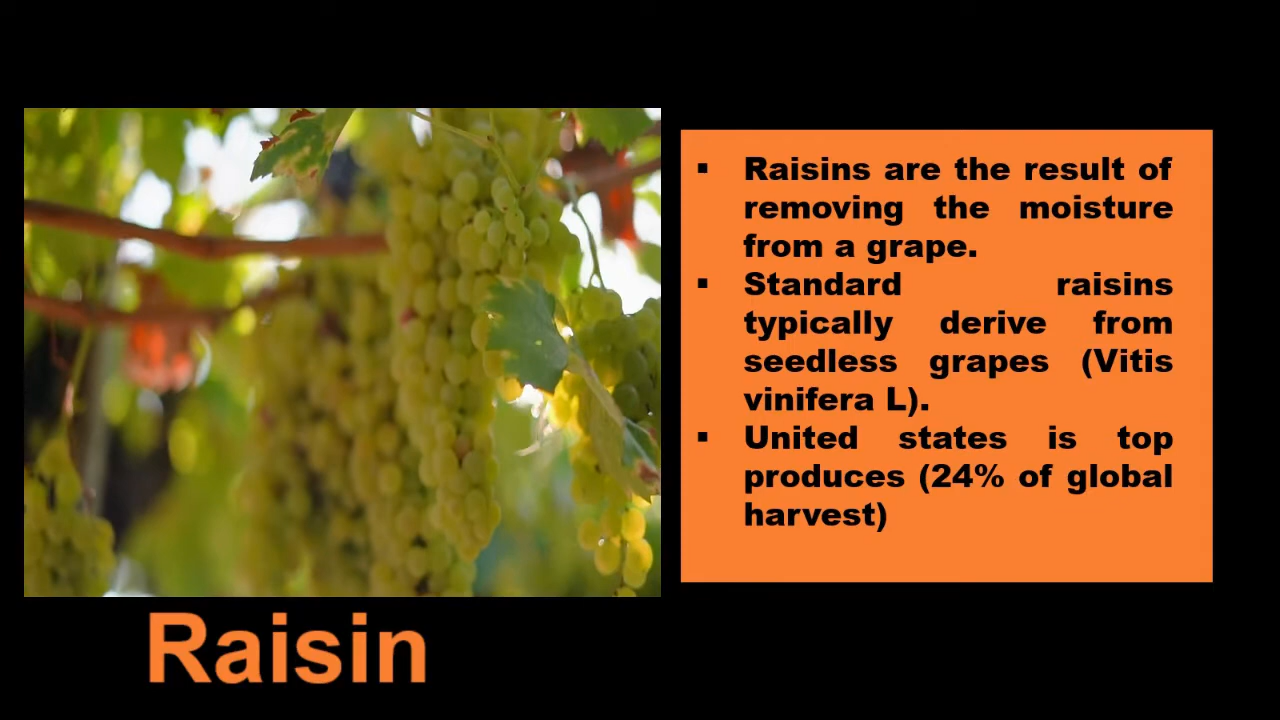 ▪ Raisins are the result of
removing the moisture
from a grape.
▪ Standard raisins
typically derive from
seedless grapes (Vitis
vinifera L).
▪ United states is top
produces (24% of global
harvest)
Raisin